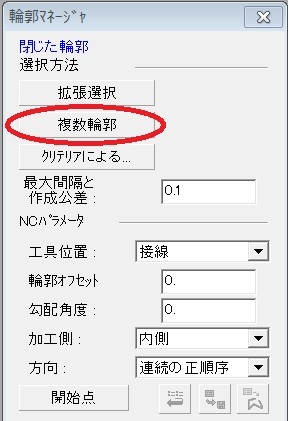 輪郭ﾏﾈｰｼﾞｬ
閉じた輪郭
選択方法
拡張選択
複数輪郭
ｸﾘﾃﾘｱによる...
最大間隔と
作成公差 : 0.1
NCﾊﾟﾗﾒｰﾀ
工具位置 : 接線
輪郭ｵﾌｾｯﾄ 0.
勾配角度 : 0.
加工側 : 内側
方向 : 連続の正順序
開始点